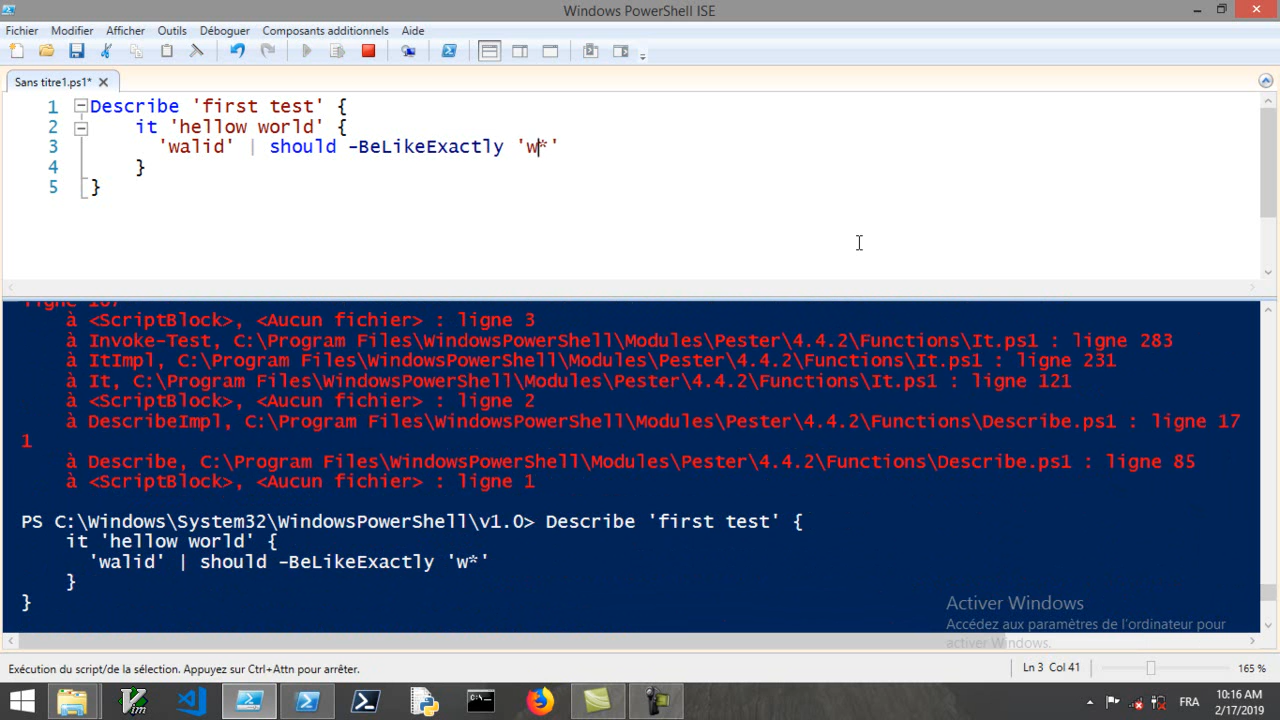 Windows PowerShell ISE
Fichier Modifier Afficher Outils Déboguer Composants additionnels Aide
Sans titre1.ps1*
1 Describe 'first test' {
2 it 'hellow world' {
3 'walid' | should -BeLikeExactly 'w*'
4 }
5 }
à <ScriptBlock>, <Aucun fichier> : ligne 3
à Invoke-Test, C:\Program Files\WindowsPowerShell\Modules\Pester\4.4.2\Functions\It.ps1 : ligne 283
à ItImpl, C:\Program Files\WindowsPowerShell\Modules\Pester\4.4.2\Functions\It.ps1 : ligne 231
à It, C:\Program Files\WindowsPowerShell\Modules\Pester\4.4.2\Functions\It.ps1 : ligne 121
à <ScriptBlock>, <Aucun fichier> : ligne 2
à DescribeImpl, C:\Program Files\WindowsPowerShell\Modules\Pester\4.4.2\Functions\Describe.ps1 : ligne 17
1
à Describe, C:\Program Files\WindowsPowerShell\Modules\Pester\4.4.2\Functions\Describe.ps1 : ligne 85
à <ScriptBlock>, <Aucun fichier> : ligne 1
PS C:\Windows\System32\WindowsPowerShell\v1.0> Describe 'first test' {
it 'hellow world' {
'walid' | should -BeLikeExactly 'w*'
}
}
Activer Windows
Accédez aux paramètres de l'ordinateur pour
activer Windows.
Exécution du script/de la sélection. Appuyez sur Ctrl+Attn pour arrêter.
Ln 3 Col 41
165 %
FRA
10:16 AM
2/17/2019